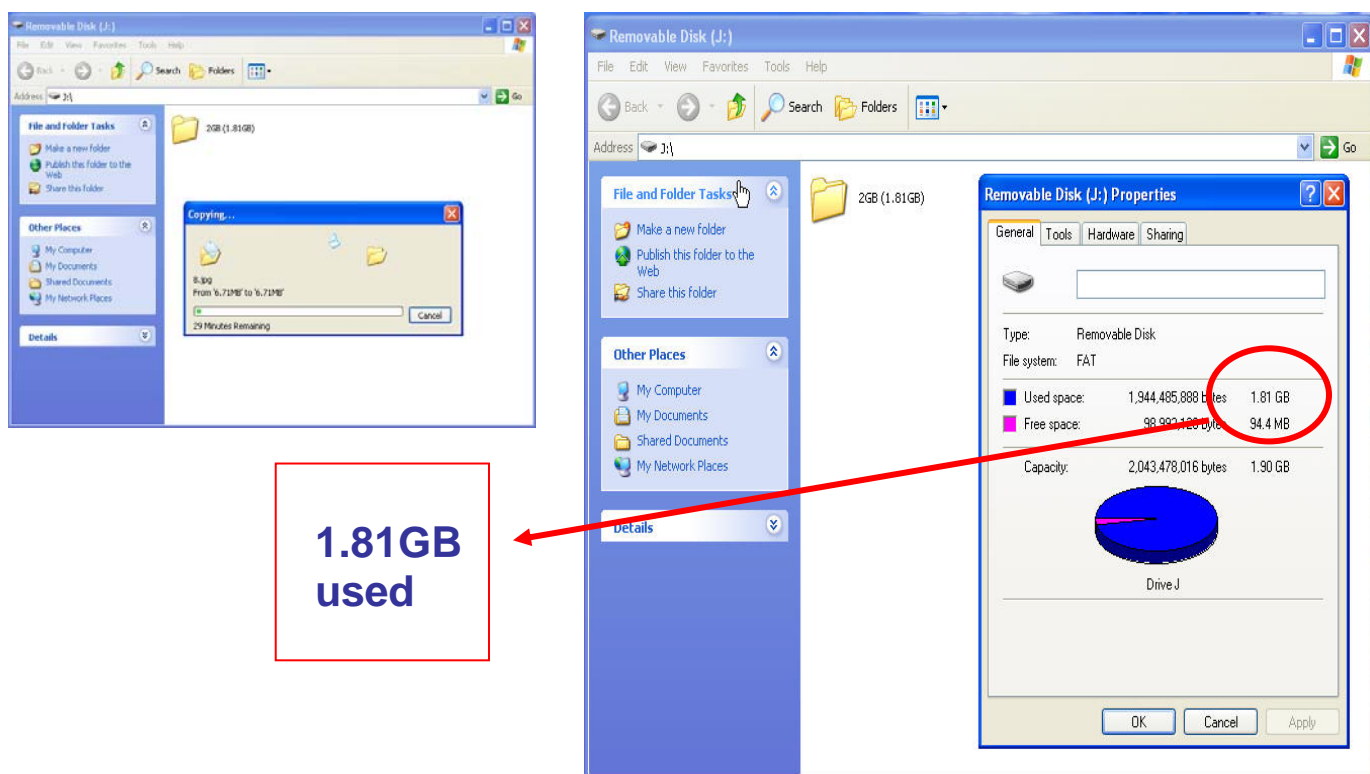 Removable Disk (J:)
File Edit View Favorites Tools Help
Back Search Folders
Address J:\ Go
File and Folder Tasks
Make a new folder
Publish this folder to the
Web
Share this folder
Other Places
My Computer
My Documents
Shared Documents
My Network Places
Details
2GB (1.81GB)
Copying...
8.jpg
From '6.71MB' to '6.71MB'
29 Minutes Remaining
Cancel
1.81GB
used
Removable Disk (J:)
File Edit View Favorites Tools Help
Back Search Folders
Address J:\ Go
File and Folder Tasks
Make a new folder
Publish this folder to the
Web
Share this folder
Other Places
My Computer
My Documents
Shared Documents
My Network Places
Details
2GB (1.81GB)
Removable Disk (J:) Properties
General Tools Hardware Sharing
Type: Removable Disk
File system: FAT
Used space: 1,944,485,888 bytes 1.81 GB
Free space: 98,992,128 bytes 94.4 MB
Capacity: 2,043,478,016 bytes 1.90 GB
Drive J
OK Cancel Apply